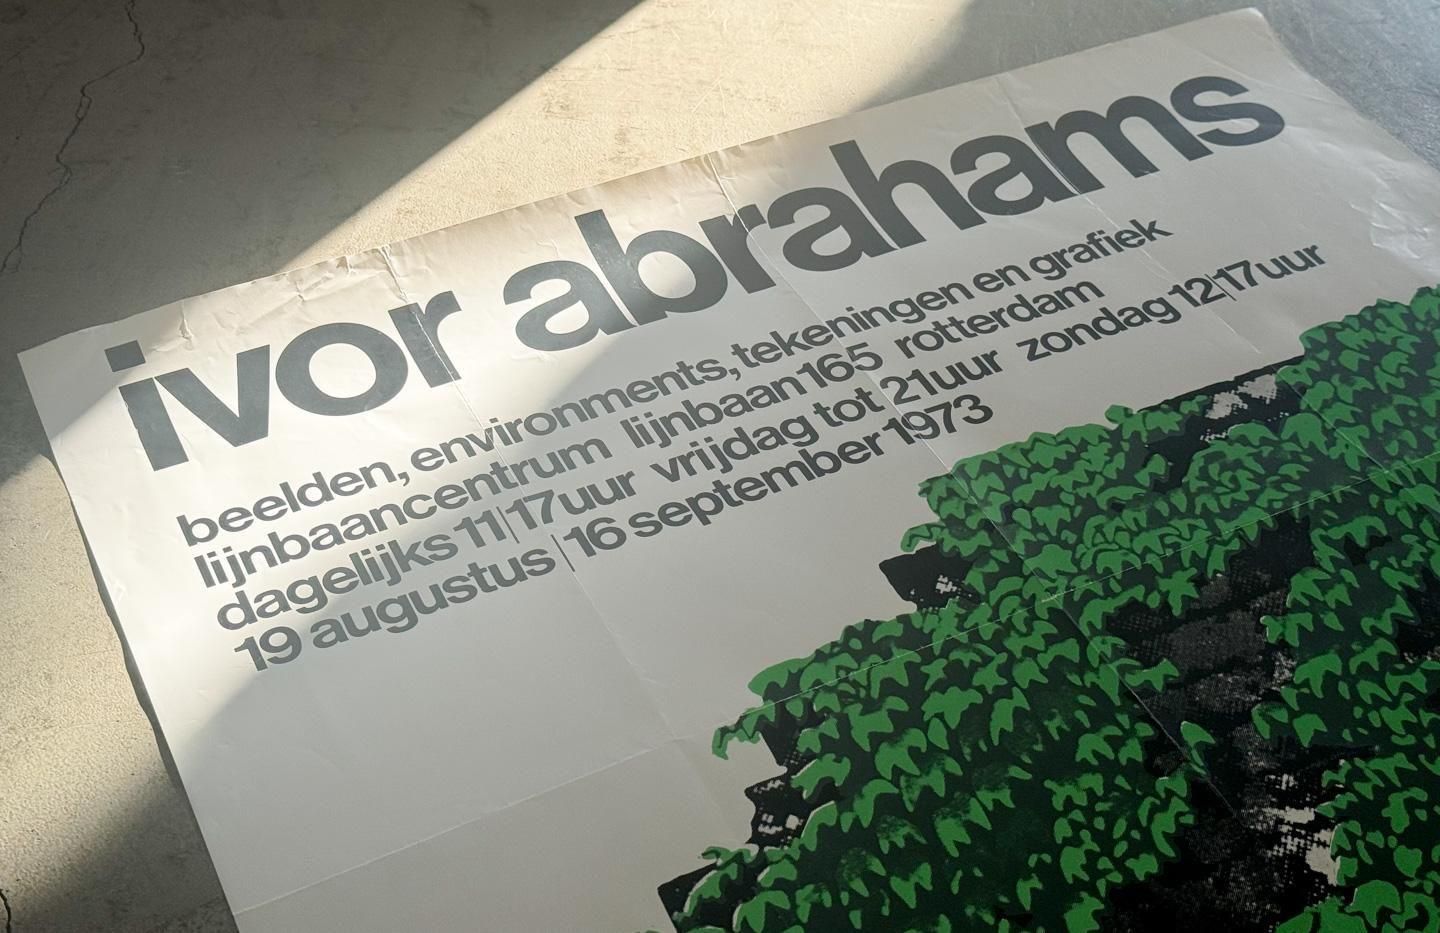 ivor abrahams
beelden, environments, tekeningen en grafiek
lijnbaancentrum lijnbaan 165 rotterdam
dagelijks 11|17 uur vrijdag tot 21 uur zondag 12|17 uur
19 augustus | 16 september 1973